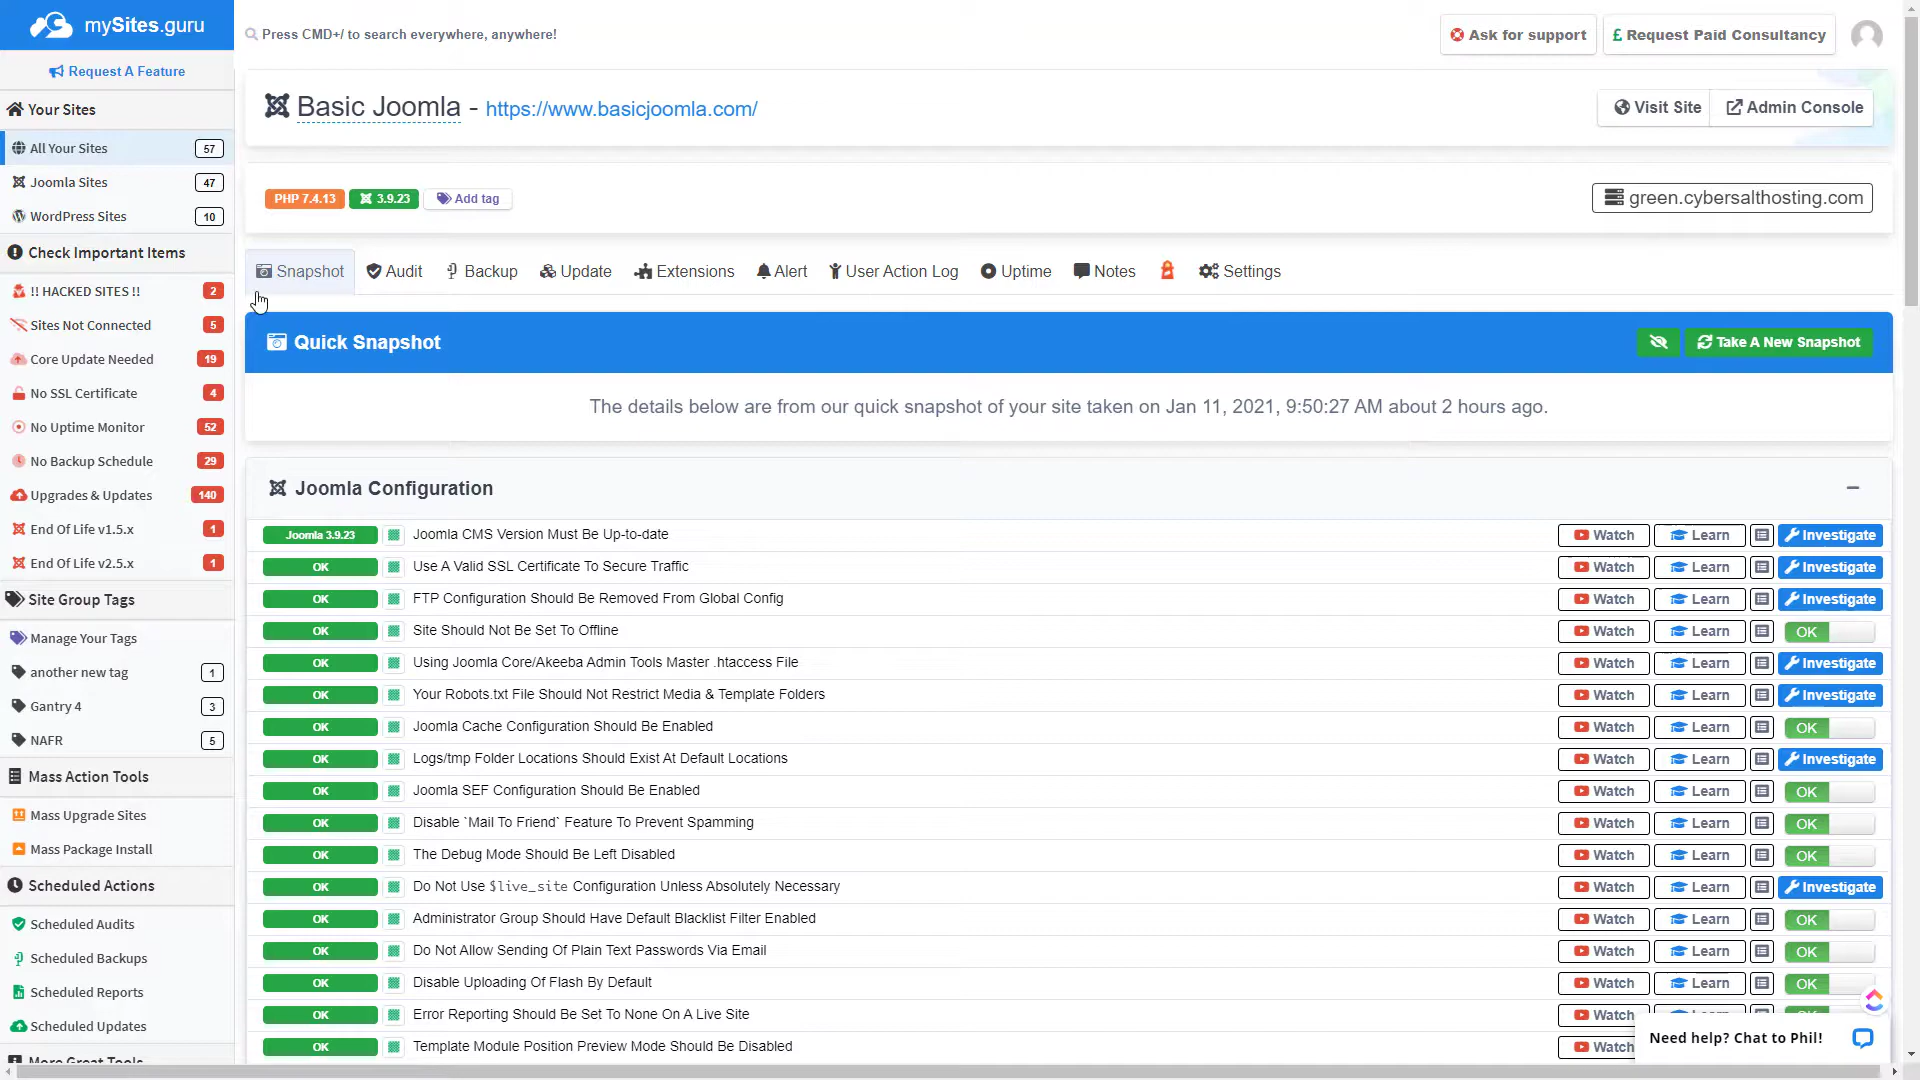 mySites.guru
Press CMD+/ to search everywhere, anywhere!
Ask for support
Request Paid Consultancy
Request A Feature
Your Sites
All Your Sites 57
Joomla Sites 47
WordPress Sites 10
Check Important Items
!! HACKED SITES !! 2
Sites Not Connected 5
Core Update Needed 19
No SSL Certificate 4
No Uptime Monitor 52
No Backup Schedule 29
Upgrades & Updates 140
End Of Life v1.5.x 1
End Of Life v2.5.x 1
Site Group Tags
Manage Your Tags
another new tag 1
Gantry 4 3
NAFR 5
Mass Action Tools
Mass Upgrade Sites
Mass Package Install
Scheduled Actions
Scheduled Audits
Scheduled Backups
Scheduled Reports
Scheduled Updates
Basic Joomla - https://www.basicjoomla.com/
Visit Site
Admin Console
PHP 7.4.13
3.9.23
Add tag
green.cybersalthosting.com
Snapshot Audit Backup Update Extensions Alert User Action Log Uptime Notes Settings
Quick Snapshot
Take A New Snapshot
The details below are from our quick snapshot of your site taken on Jan 11, 2021, 9:50:27 AM about 2 hours ago.
Joomla Configuration
Joomla 3.9.23 Joomla CMS Version Must Be Up-to-date Watch Learn Investigate
OK Use A Valid SSL Certificate To Secure Traffic Watch Learn Investigate
OK FTP Configuration Should Be Removed From Global Config Watch Learn Investigate
OK Site Should Not Be Set To Offline Watch Learn OK
OK Using Joomla Core/Akeeba Admin Tools Master .htaccess File Watch Learn Investigate
OK Your Robots.txt File Should Not Restrict Media & Template Folders Watch Learn Investigate
OK Joomla Cache Configuration Should Be Enabled Watch Learn OK
OK Logs/tmp Folder Locations Should Exist At Default Locations Watch Learn Investigate
OK Joomla SEF Configuration Should Be Enabled Watch Learn OK
OK Disable `Mail To Friend` Feature To Prevent Spamming Watch Learn OK
OK The Debug Mode Should Be Left Disabled Watch Learn OK
OK Do Not Use $live_site Configuration Unless Absolutely Necessary Watch Learn Investigate
OK Administrator Group Should Have Default Blacklist Filter Enabled Watch Learn OK
OK Do Not Allow Sending Of Plain Text Passwords Via Email Watch Learn OK
OK Disable Uploading Of Flash By Default Watch Learn OK
OK Error Reporting Should Be Set To None On A Live Site Watch
OK Template Module Position Preview Mode Should Be Disabled Watch
Need help? Chat to Phil!